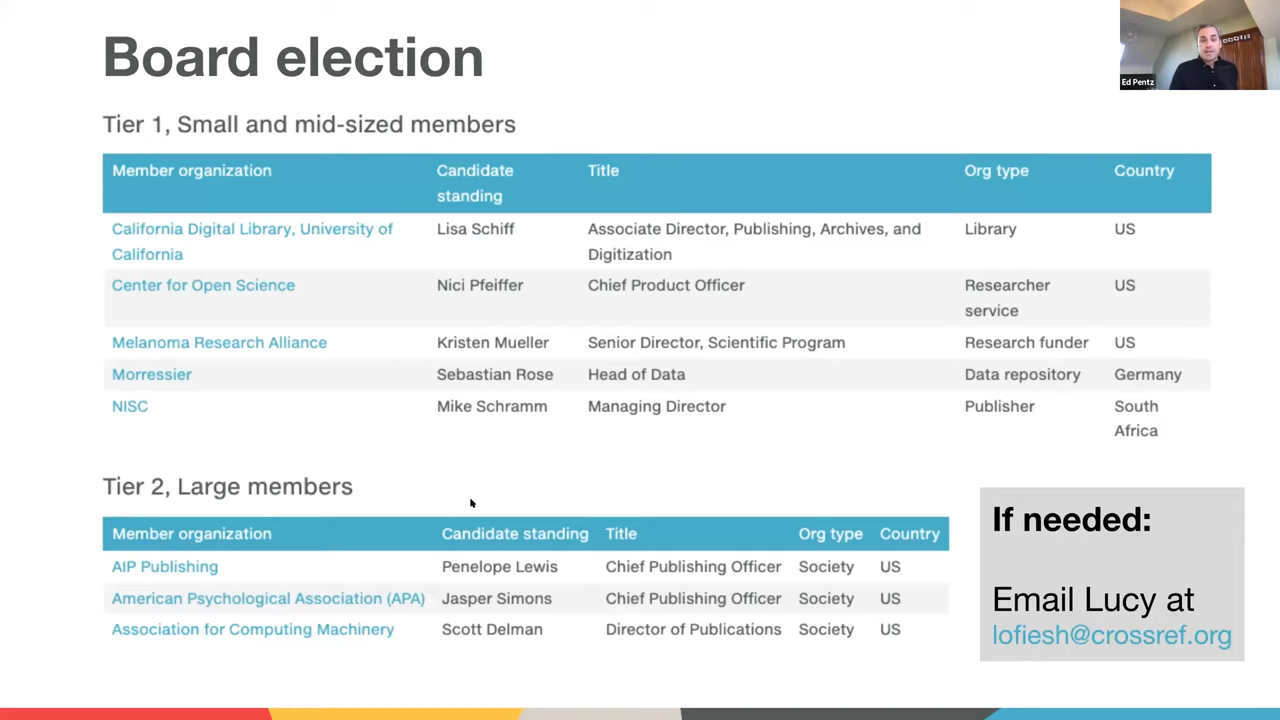 Board election
Ed Pentz
Tier 1, Small and mid-sized members
Member organization Candidate standing Title Org type Country
California Digital Library, University of California Lisa Schiff Associate Director, Publishing, Archives, and Digitization Library US
Center for Open Science Nici Pfeiffer Chief Product Officer Researcher service US
Melanoma Research Alliance Kristen Mueller Senior Director, Scientific Program Research funder US
Morressier Sebastian Rose Head of Data Data repository Germany
NISC Mike Schramm Managing Director Publisher South Africa
Tier 2, Large members
Member organization Candidate standing Title Org type Country
AIP Publishing Penelope Lewis Chief Publishing Officer Society US
American Psychological Association (APA) Jasper Simons Chief Publishing Officer Society US
Association for Computing Machinery Scott Delman Director of Publications Society US
If needed:
Email Lucy at
lofiesh@crossref.org